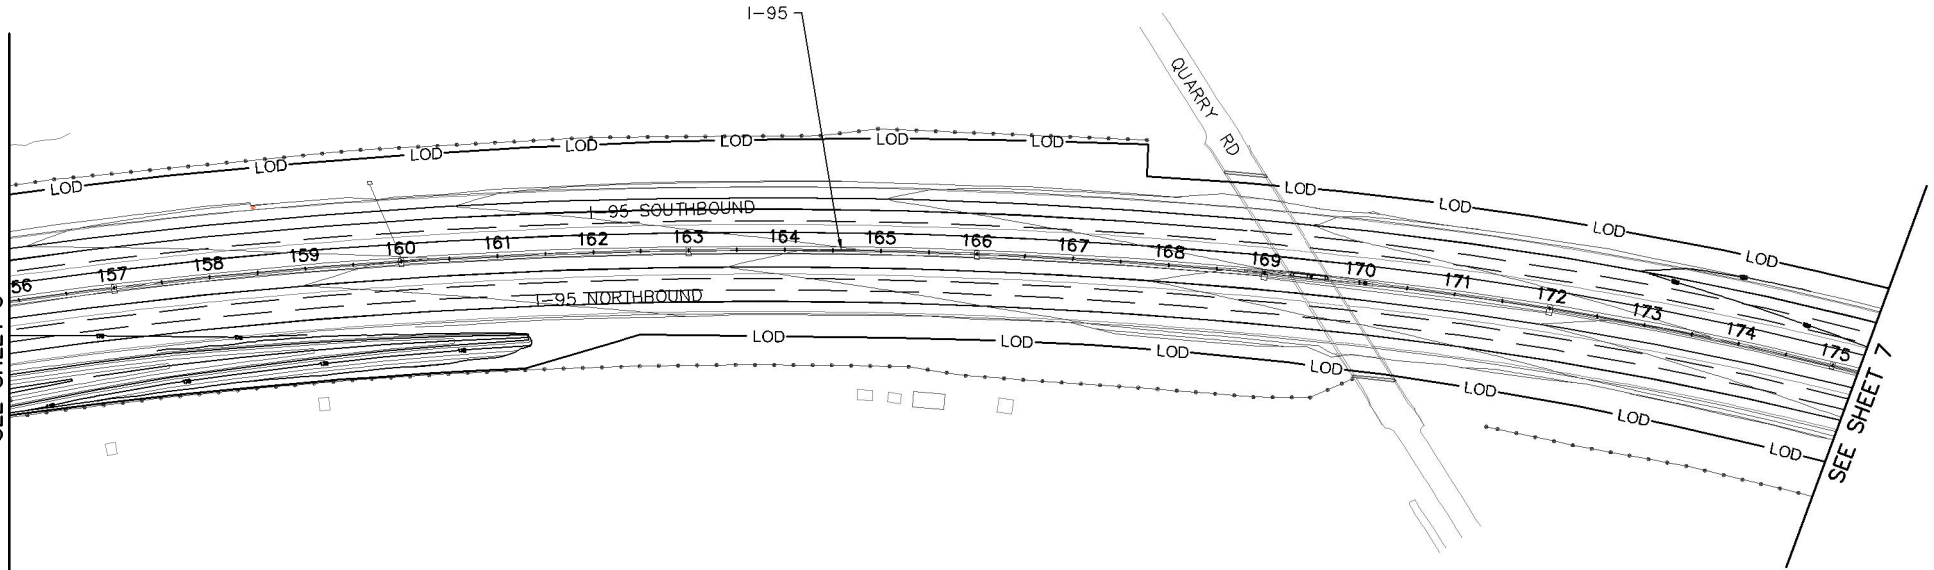 I-95
QUARRY RD
LOD LOD LOD LOD LOD LOD LOD
LOD LOD LOD LOD
I-95 SOUTHBOUND
56 157 158 159 160 161 162 163 164 165 166 167 168 169 170 171 172 173 174 175
I-95 NORTHBOUND
LOD LOD LOD LOD LOD LOD LOD
SEE SHEET 7